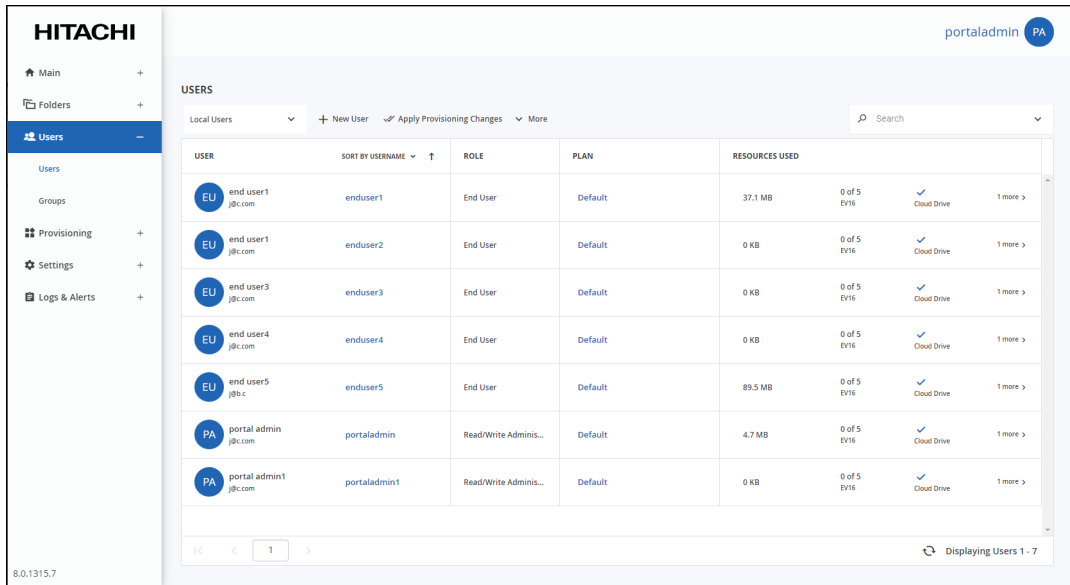 HITACHI
portaladmin PA
Main +
Folders +
Users −
Users
Groups
Provisioning +
Settings +
Logs & Alerts +
8.0.1315.7
USERS
Local Users
+ New User Apply Provisioning Changes More
Search
USER SORT BY USERNAME ↑ ROLE PLAN RESOURCES USED
EU end user1 enduser1 End User Default 37.1 MB 0 of 5 Cloud Drive 1 more >
j@c.com EV16
EU end user1 enduser2 End User Default 0 KB 0 of 5 Cloud Drive 1 more >
j@c.com EV16
EU end user3 enduser3 End User Default 0 KB 0 of 5 Cloud Drive 1 more >
j@c.com EV16
EU end user4 enduser4 End User Default 0 KB 0 of 5 Cloud Drive 1 more >
j@c.com EV16
EU end user5 enduser5 End User Default 89.5 MB 0 of 5 Cloud Drive 1 more >
j@b.c EV16
PA portal admin portaladmin Read/Write Adminis... Default 4.7 MB 0 of 5 Cloud Drive 1 more >
j@c.com EV16
PA portal admin1 portaladmin1 Read/Write Adminis... Default 0 KB 0 of 5 Cloud Drive 1 more >
j@c.com EV16
1
Displaying Users 1 - 7